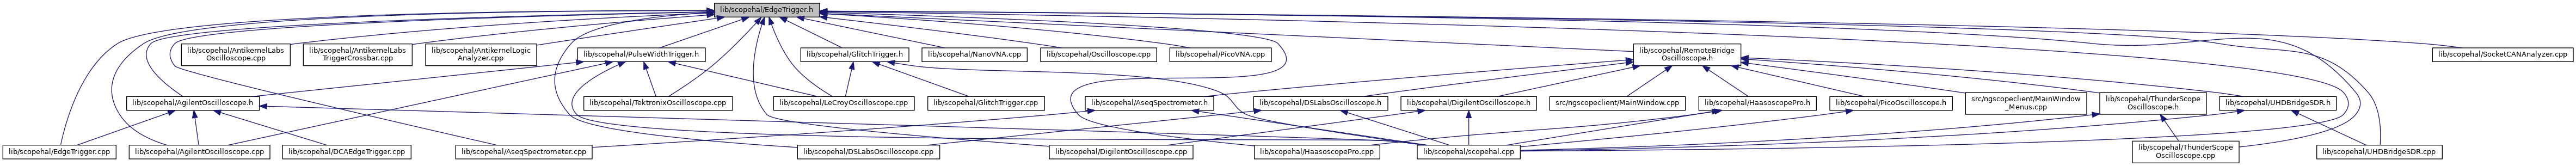 lib/scopehal/EdgeTrigger.h
lib/scopehal/AntikernelLabs
Oscilloscope.cpp
lib/scopehal/AntikernelLabs
TriggerCrossbar.cpp
lib/scopehal/AntikernelLogic
Analyzer.cpp
lib/scopehal/PulseWidthTrigger.h
lib/scopehal/GlitchTrigger.h
lib/scopehal/NanoVNA.cpp
lib/scopehal/Oscilloscope.cpp
lib/scopehal/PicoVNA.cpp
lib/scopehal/RemoteBridge
Oscilloscope.h
lib/scopehal/SocketCANAnalyzer.cpp
lib/scopehal/AgilentOscilloscope.h
lib/scopehal/TektronixOscilloscope.cpp
lib/scopehal/LeCroyOscilloscope.cpp
lib/scopehal/GlitchTrigger.cpp
lib/scopehal/AseqSpectrometer.h
lib/scopehal/DSLabsOscilloscope.h
lib/scopehal/DigilentOscilloscope.h
src/ngscopeclient/MainWindow.cpp
lib/scopehal/HaasoscopePro.h
lib/scopehal/PicoOscilloscope.h
src/ngscopeclient/MainWindow
_Menus.cpp
lib/scopehal/ThunderScope
Oscilloscope.h
lib/scopehal/UHDBridgeSDR.h
lib/scopehal/EdgeTrigger.cpp
lib/scopehal/AgilentOscilloscope.cpp
lib/scopehal/DCAEdgeTrigger.cpp
lib/scopehal/AseqSpectrometer.cpp
lib/scopehal/DSLabsOscilloscope.cpp
lib/scopehal/DigilentOscilloscope.cpp
lib/scopehal/HaasoscopePro.cpp
lib/scopehal/scopehal.cpp
lib/scopehal/ThunderScope
Oscilloscope.cpp
lib/scopehal/UHDBridgeSDR.cpp